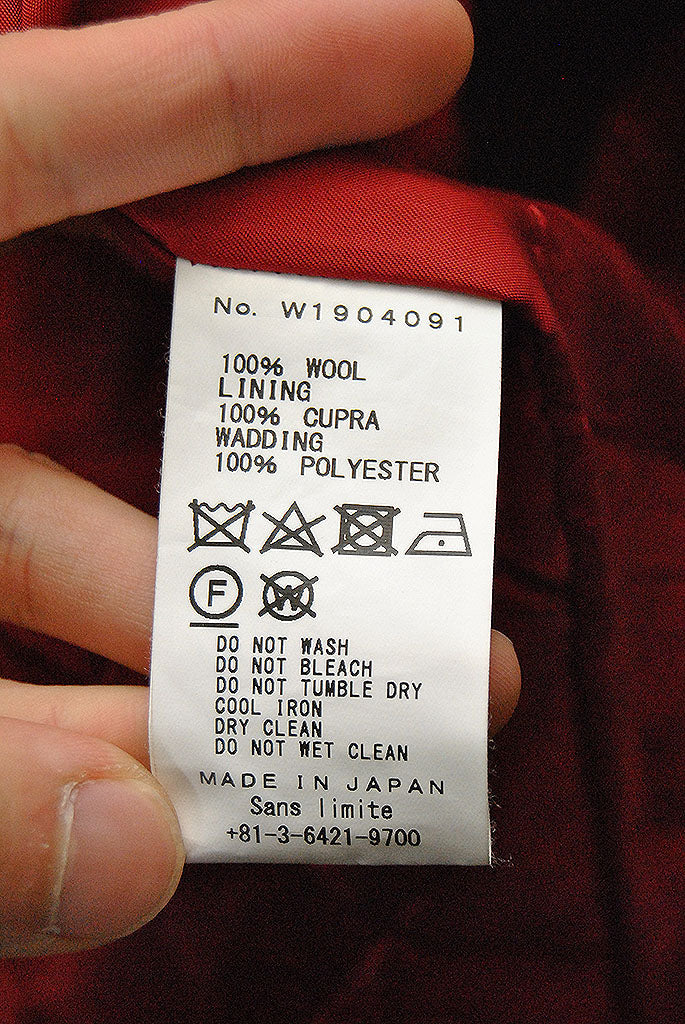 No. W1904091
100% WOOL
LINING
100% CUPRA
WADDING
100% POLYESTER
F W
DO NOT WASH
DO NOT BLEACH
DO NOT TUMBLE DRY
COOL IRON
DRY CLEAN
DO NOT WET CLEAN
MADE IN JAPAN
Sans limite
+81-3-6421-9700